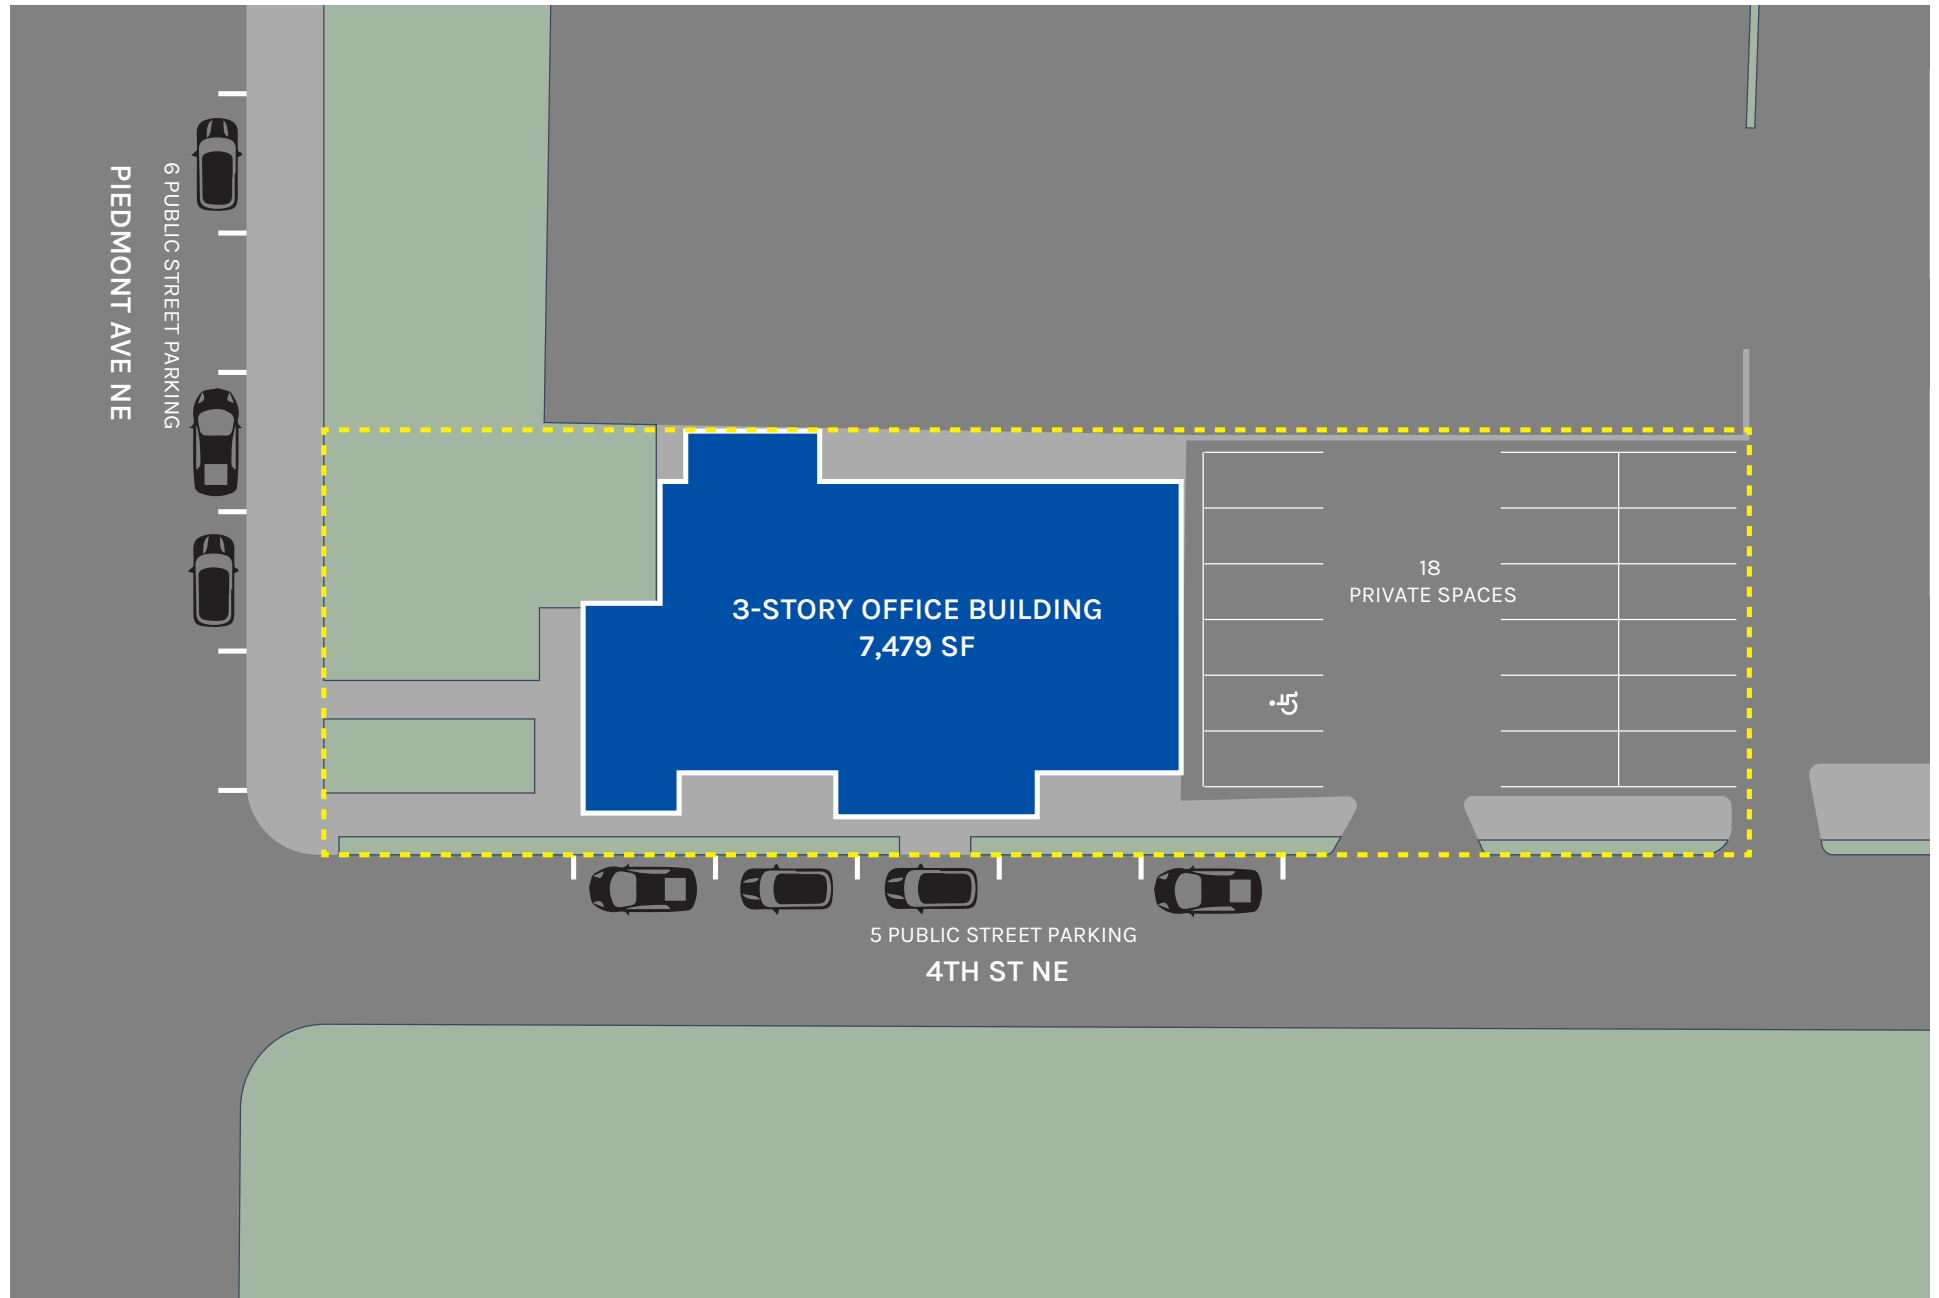 PIEDMONT AVE NE
6 PUBLIC STREET PARKING
3-STORY OFFICE BUILDING
7,479 SF
18
PRIVATE SPACES
5 PUBLIC STREET PARKING
4TH ST NE